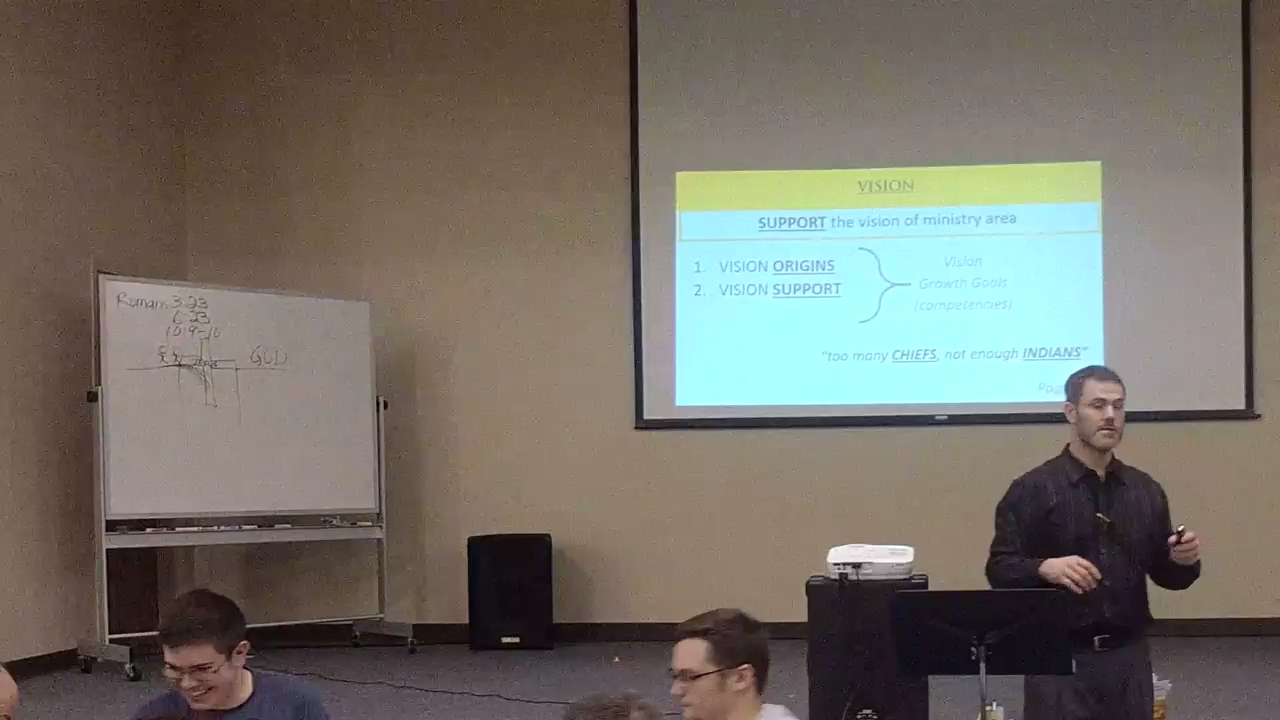 Romans 3:23
6:23
10:9-10
GOD
VISION
SUPPORT the vision of ministry area
1. VISION ORIGINS
2. VISION SUPPORT
Vision
Growth Goals
(competencies)
"too many CHIEFS, not enough INDIANS"
YAMAHA